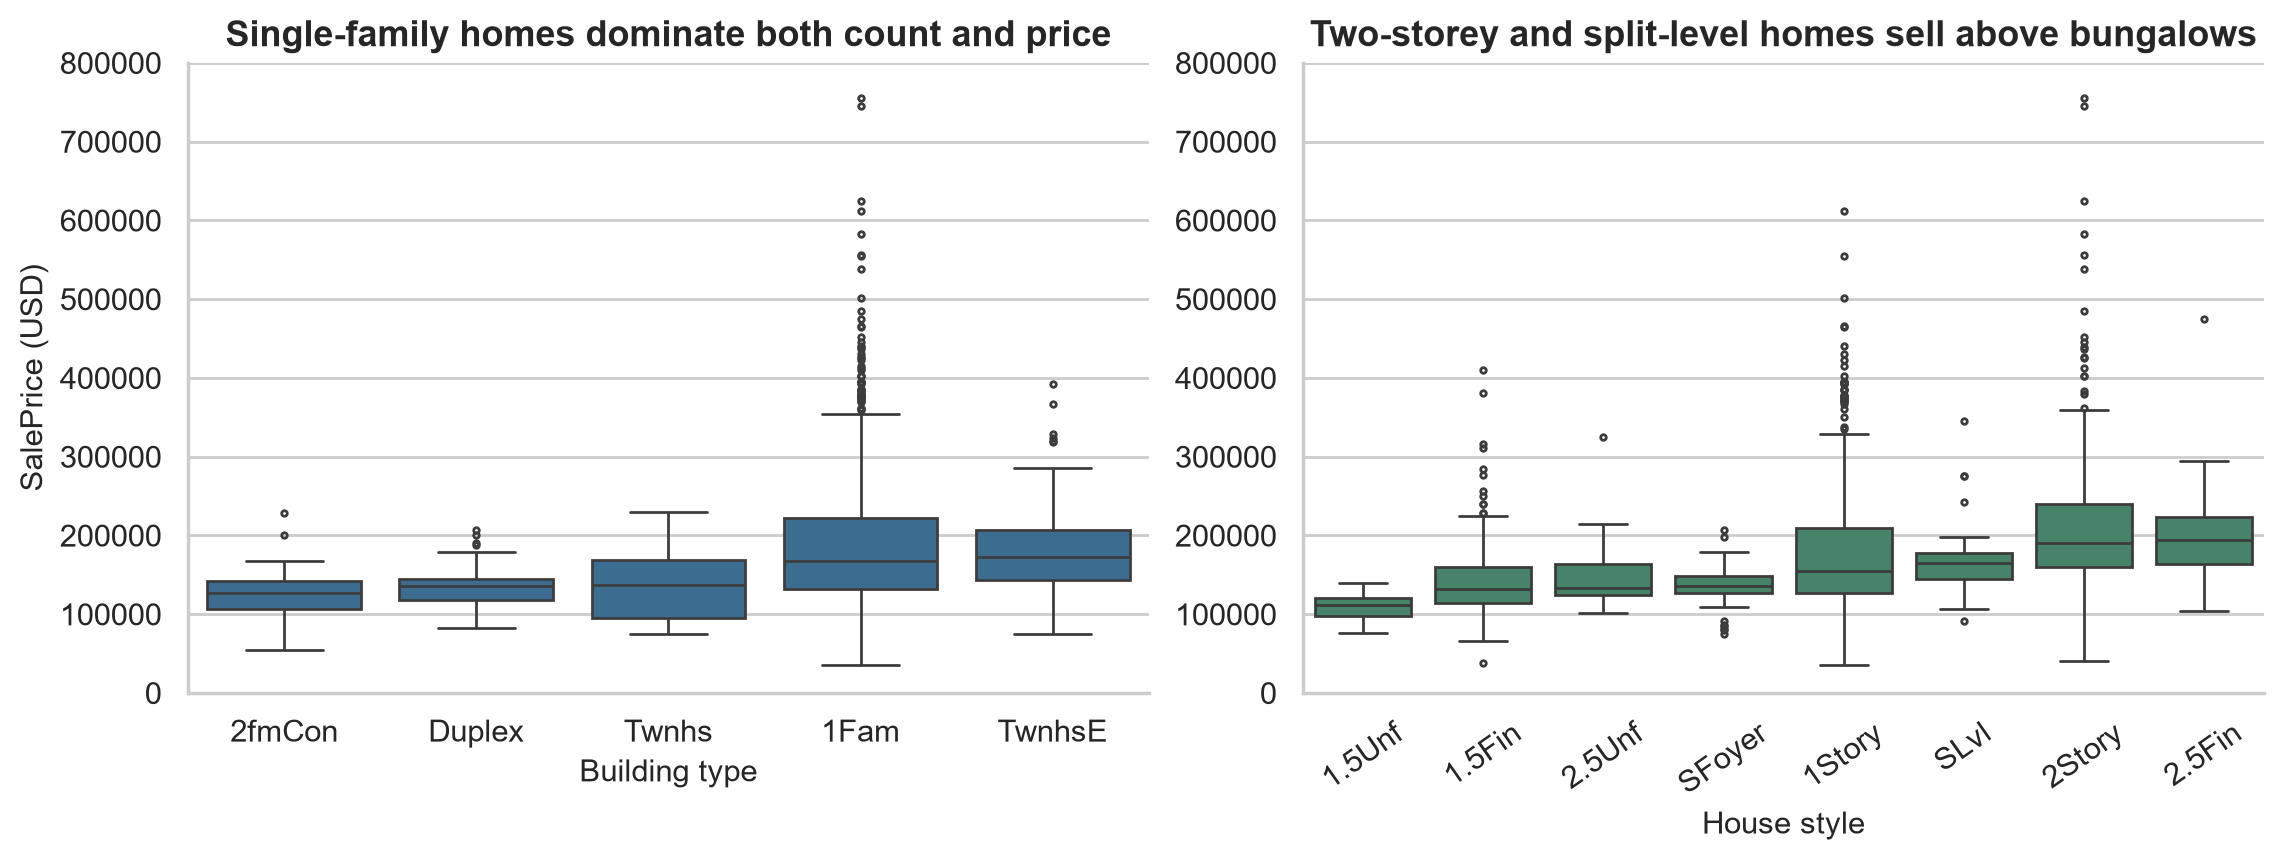 Single-family homes dominate both count and price
SalePrice (USD)
800000
700000
600000
500000
400000
300000
200000
100000
0
2fmCon Duplex Twnhs 1Fam TwnhsE
Building type
Two-storey and split-level homes sell above bungalows
800000
700000
600000
500000
400000
300000
200000
100000
0
1.5Unf 1.5Fin 2.5Unf SFoyer 1Story SLvl 2Story 2.5Fin
House style